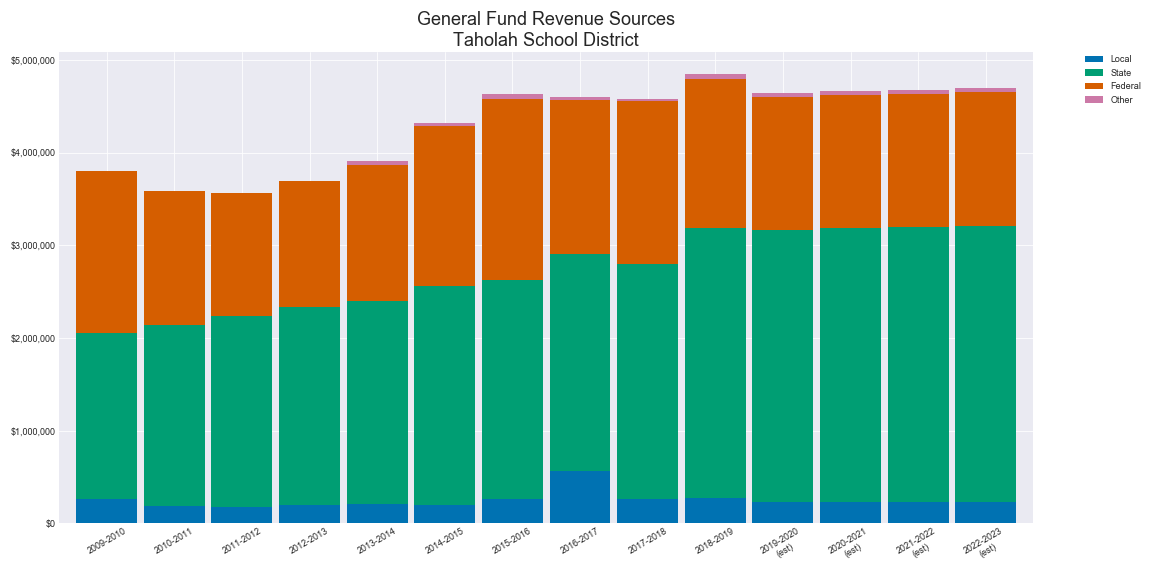 General Fund Revenue Sources
Taholah School District
$5,000,000
$4,000,000
$3,000,000
$2,000,000
$1,000,000
$0
2009-2010
2010-2011
2011-2012
2012-2013
2013-2014
2014-2015
2015-2016
2016-2017
2017-2018
2018-2019
2019-2020
(est)
2020-2021
(est)
2021-2022
(est)
2022-2023
(est)
Local
State
Federal
Other